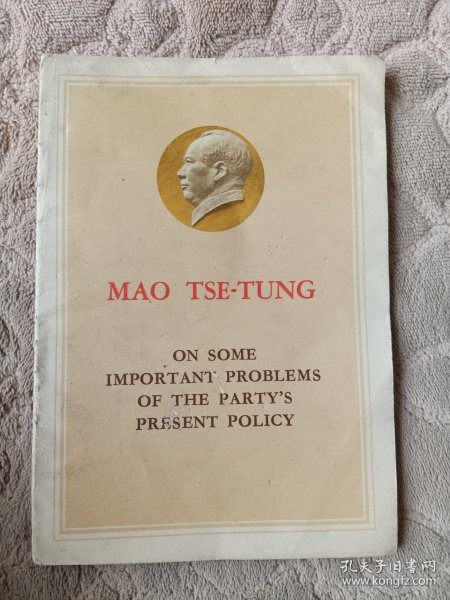 MAO TSE-TUNG
ON SOME
IMPORTANT PROBLEMS
OF THE PARTY'S
PRESENT POLICY
孔夫子旧书网
www.kongfz.com